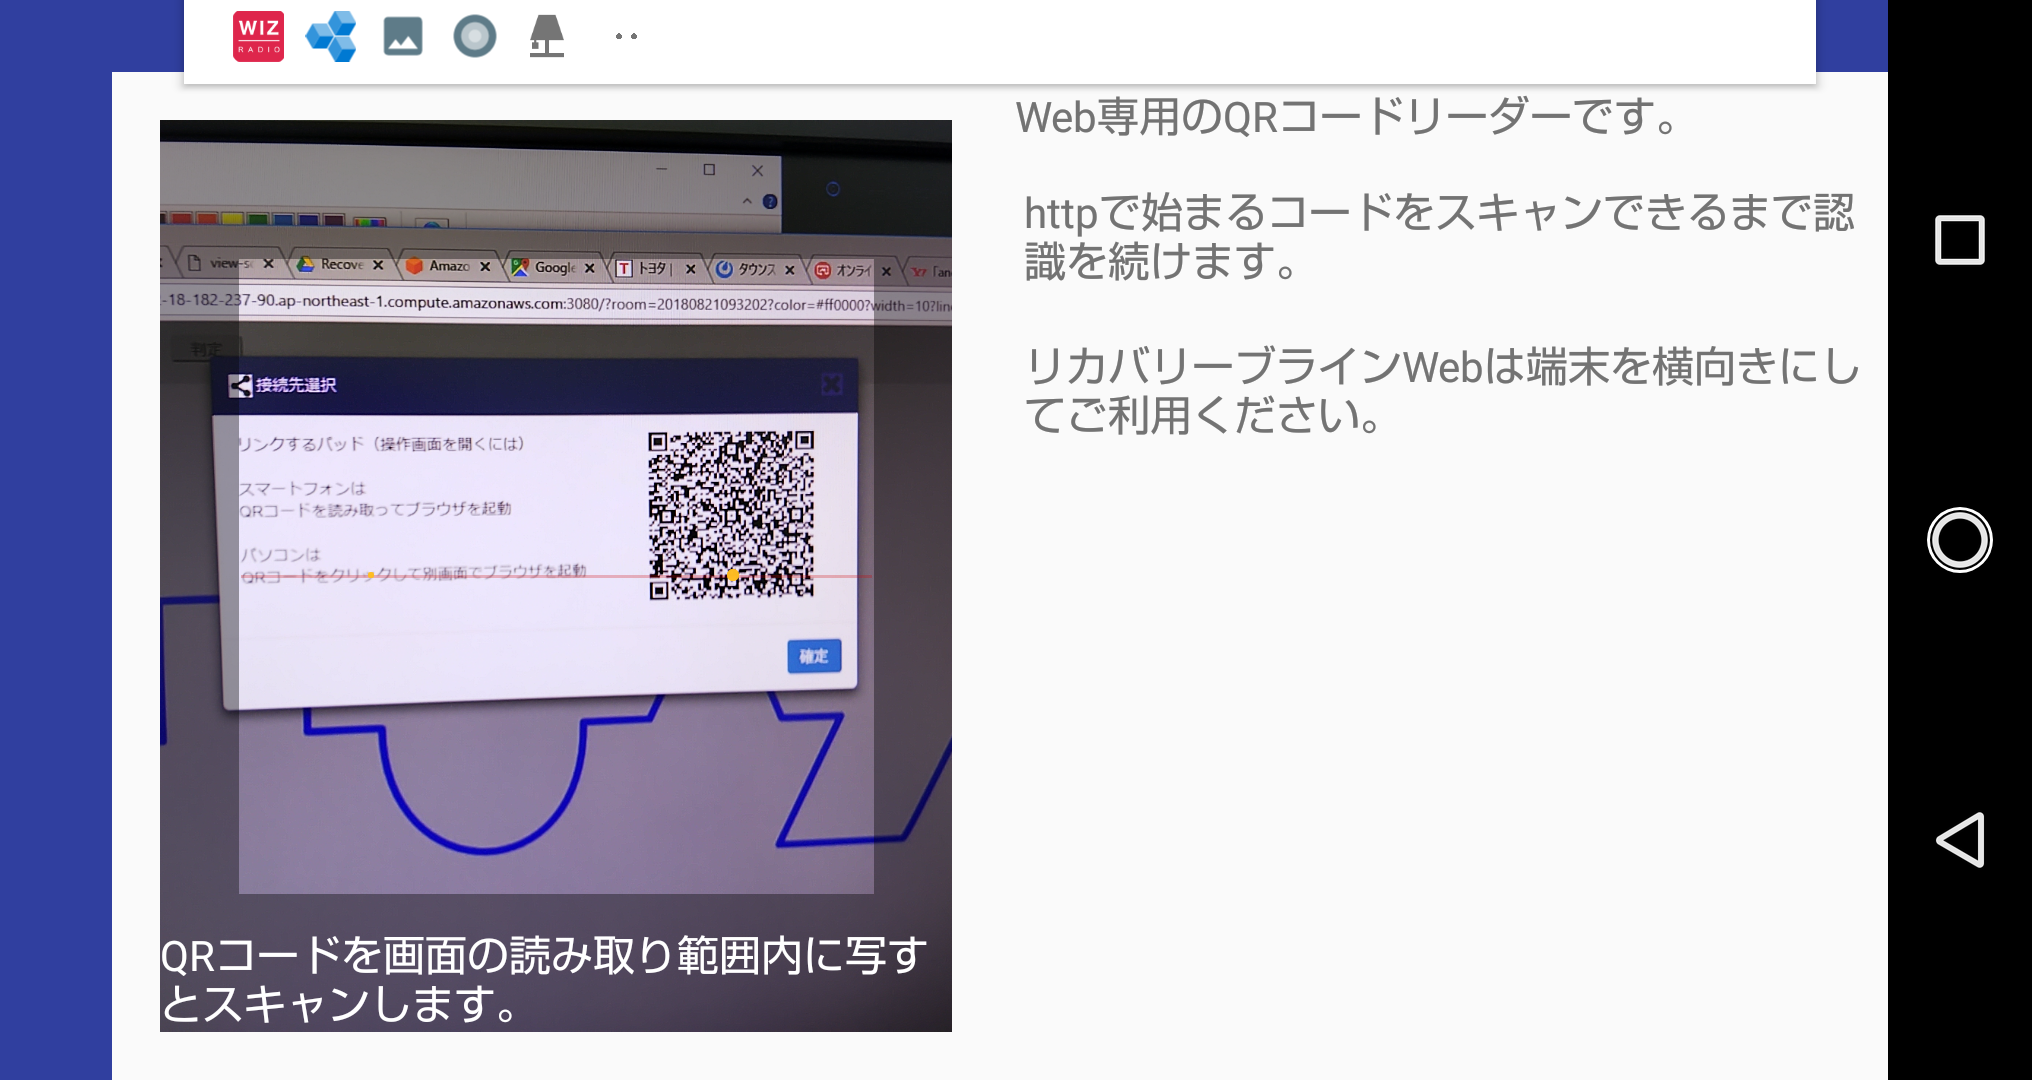 WIZ
RADIO
Web専用のQRコードリーダーです。
httpで始まるコードをスキャンできるまで認
識を続けます。
リカバリーブラインWebは端末を横向きにし
てご利用ください。
view-s
Recove
Amazo
Google
トヨタ |
タウンス
オンライ
-18-182-237-90.ap-northeast-1.compute.amazonaws.com:3080/?room=20180821093202?color=#ff0000?width=10?line
判定
接続先選択
リンクするパッド（操作画面を開くには）
スマートフォンは
QRコードを読み取ってブラウザを起動
パソコンは
QRコードをクリックして別画面でブラウザを起動
確定
QRコードを画面の読み取り範囲内に写す
とスキャンします。